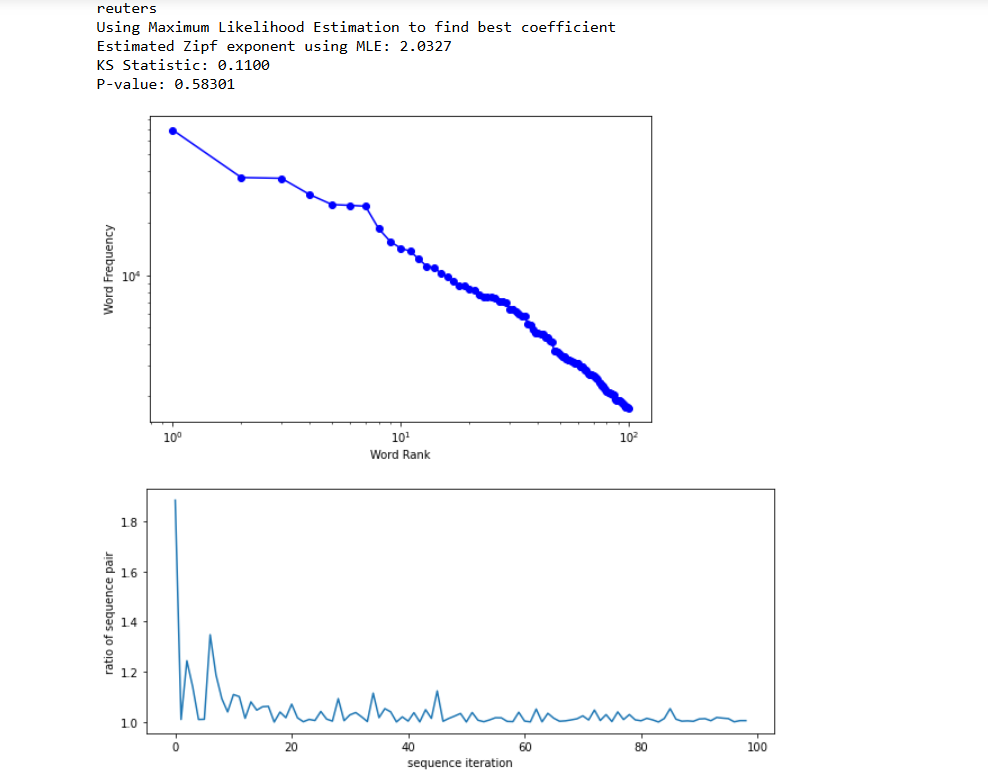 reuters
Using Maximum Likelihood Estimation to find best coefficient
Estimated Zipf exponent using MLE: 2.0327
KS Statistic: 0.1100
P-value: 0.58301
Word Frequency
10⁴
10⁰ 10¹ 10²
Word Rank
ratio of sequence pair
1.8
1.6
1.4
1.2
1.0
0 20 40 60 80 100
sequence iteration